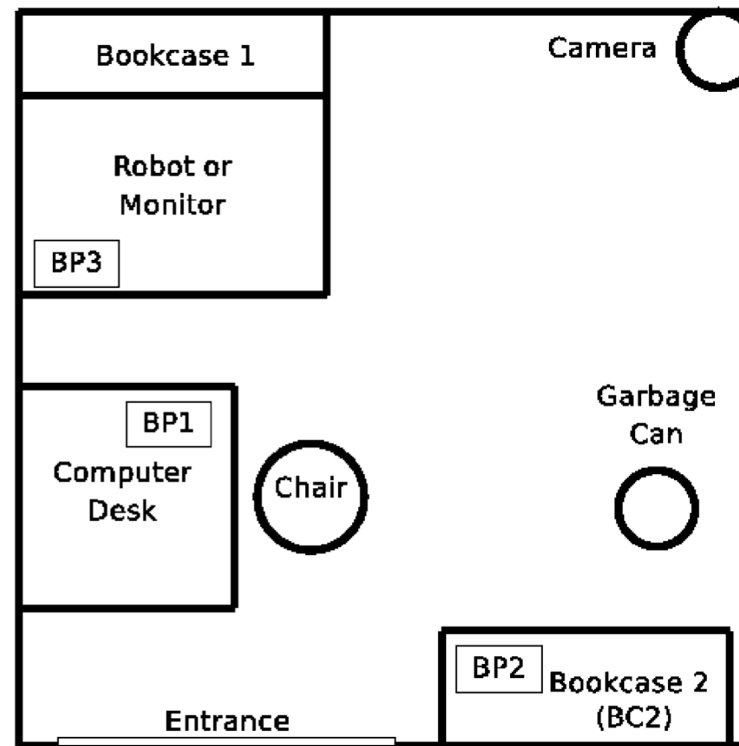 Bookcase 1
Camera
Robot or
Monitor
BP3
Garbage
Can
BP1
Computer
Desk
Chair
BP2
Bookcase 2
(BC2)
Entrance